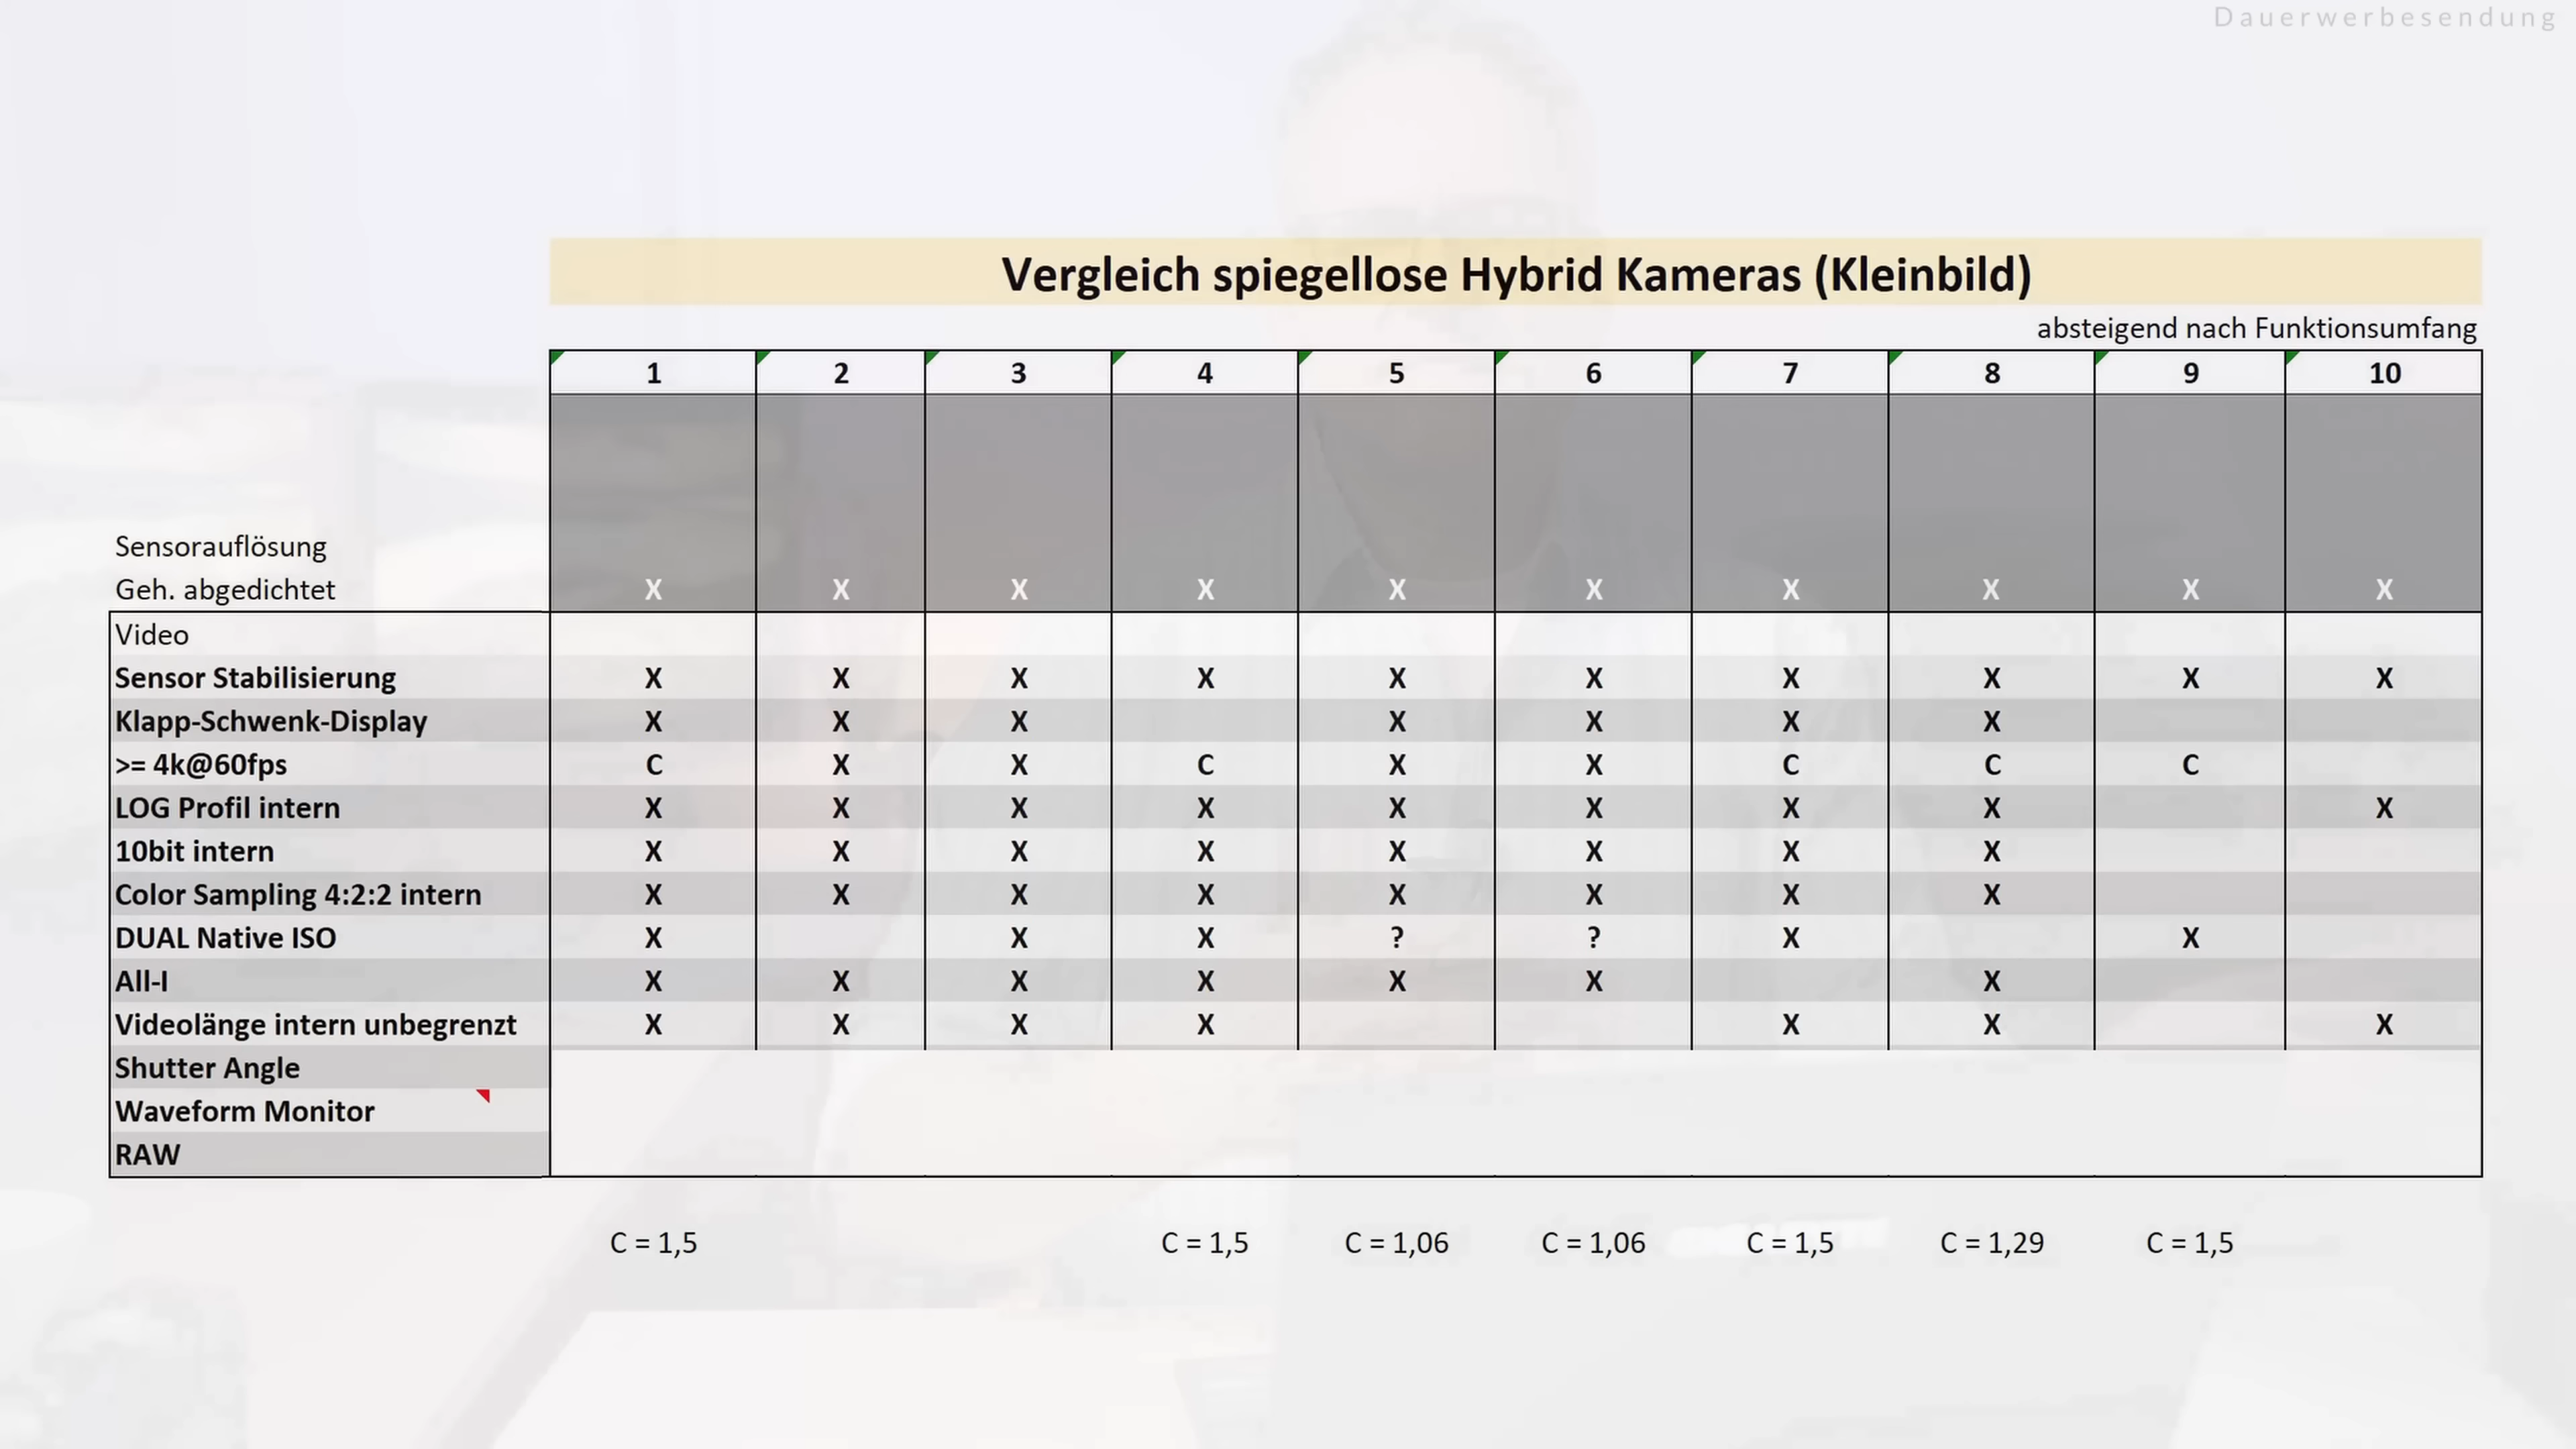 Dauerwerbesendung
Vergleich spiegellose Hybrid Kameras (Kleinbild)
absteigend nach Funktionsumfang
1 2 3 4 5 6 7 8 9 10
Sensorauflösung
Geh. abgedichtet X X X X X X X X X X
Video
Sensor Stabilisierung X X X X X X X X X X
Klapp-Schwenk-Display X X X X X X X
>= 4k@60fps C X X C X X C C C
LOG Profil intern X X X X X X X X X
10bit intern X X X X X X X X
Color Sampling 4:2:2 intern X X X X X X X X
DUAL Native ISO X X X ? ? X X
All-I X X X X X X X
Videolänge intern unbegrenzt X X X X X X X
Shutter Angle
Waveform Monitor
RAW
C = 1,5 C = 1,5 C = 1,06 C = 1,06 C = 1,5 C = 1,29 C = 1,5